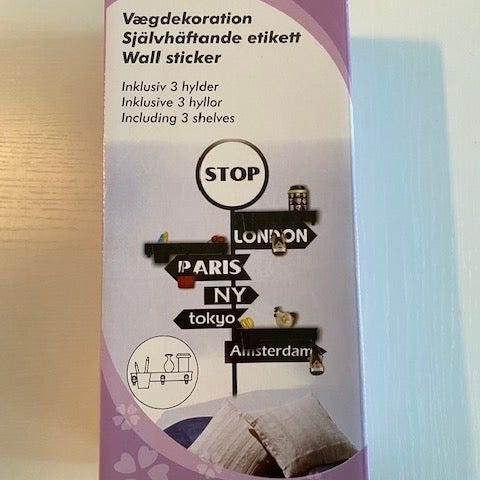 Vægdekoration
Självhäftande etikett
Wall sticker
Inklusiv 3 hylder
Inklusive 3 hyllor
Including 3 shelves
STOP
LONDON
PARIS
NY
tokyo
Amsterdam